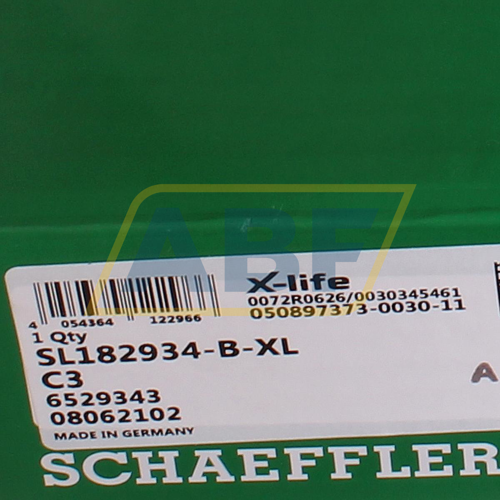 ABF
X-life
0072R0626/0030345461
050897373-0030-11
4 054364 122966
1 Qty
SL182934-B-XL
C3
6529343
08062102
MADE IN GERMANY
A
SCHAEFFLER